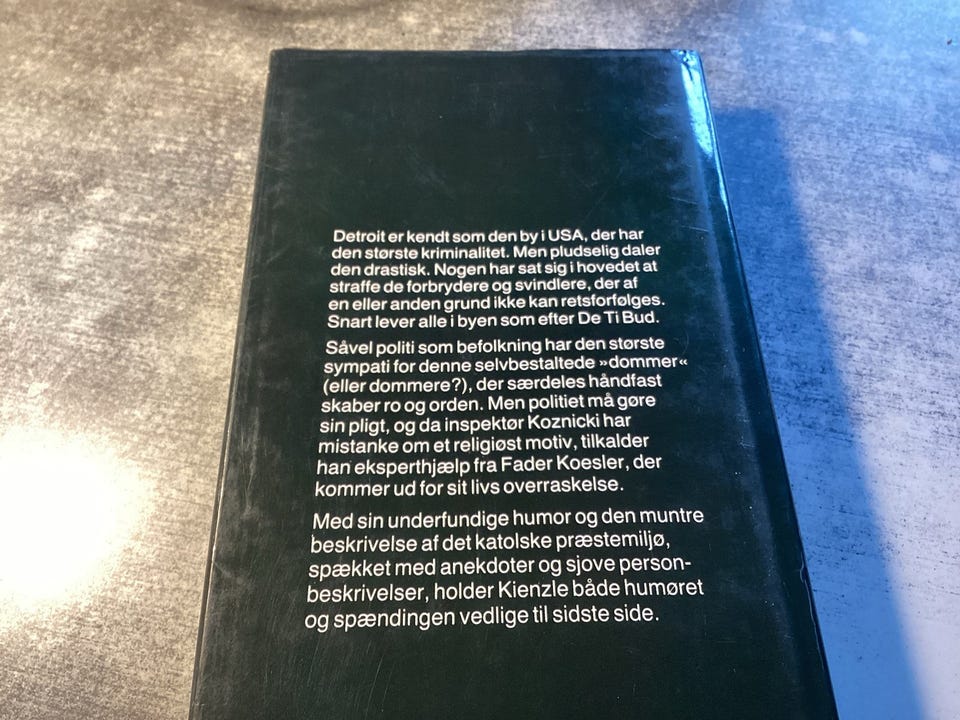 Detroit er kendt som den by i USA, der har
den største kriminalitet. Men pludselig daler
den drastisk. Nogen har sat sig i hovedet at
straffe de forbrydere og svindlere, der af
en eller anden grund ikke kan retsforfølges.
Snart lever alle i byen som efter De Ti Bud.
Såvel politi som befolkning har den største
sympati for denne selvbestaltede »dommer«
(eller dommere?), der særdeles håndfast
skaber ro og orden. Men politiet må gøre
sin pligt, og da inspektør Koznicki har
mistanke om et religiøst motiv, tilkalder
han eksperthjælp fra Fader Koesler, der
kommer ud for sit livs overraskelse.
Med sin underfundige humor og den muntre
beskrivelse af det katolske præstemiljø,
spækket med anekdoter og sjove person-
beskrivelser, holder Kienzle både humøret
og spændingen vedlige til sidste side.